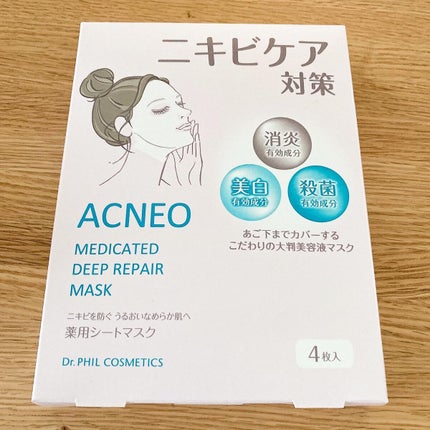 ニキビケア
対策
消炎
有効成分
美白
有効成分
殺菌
有効成分
あご下までカバーする
こだわりの大判美容液マスク
ACNEO
MEDICATED
DEEP REPAIR
MASK
ニキビを防ぐ うるおいなめらか肌へ
薬用シートマスク
Dr.PHIL COSMETICS
4枚入